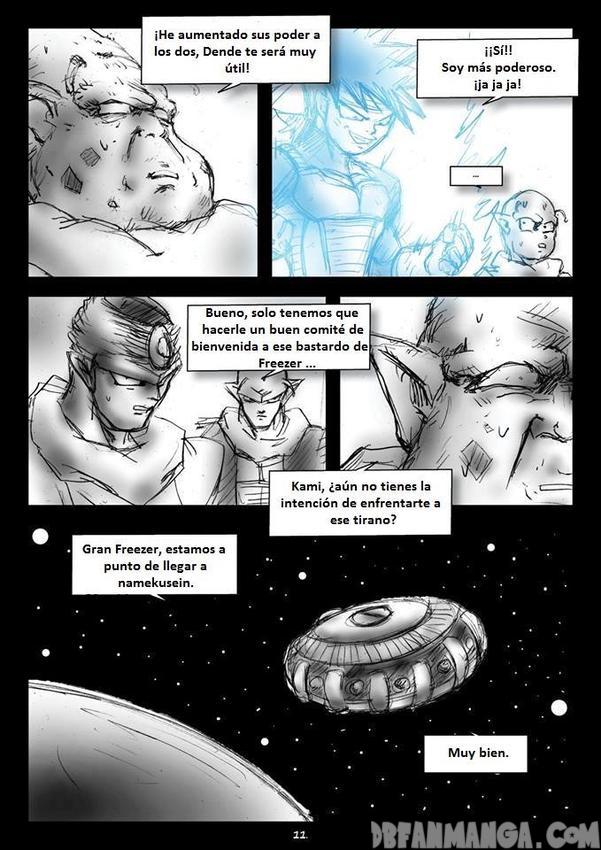 ¡He aumentado sus poder a
los dos, Dende te será muy
útil!
¡¡Sí!!
Soy más poderoso.
¡ja ja ja!
...
Bueno, solo tenemos que
hacerle un buen comité de
bienvenida a ese bastardo de
Freezer ...
Kami, ¿aún no tienes la
intención de enfrentarte a
ese tirano?
Gran Freezer, estamos a
punto de llegar a
namekusein.
Muy bien.
11.
DBFANMANGA.COM